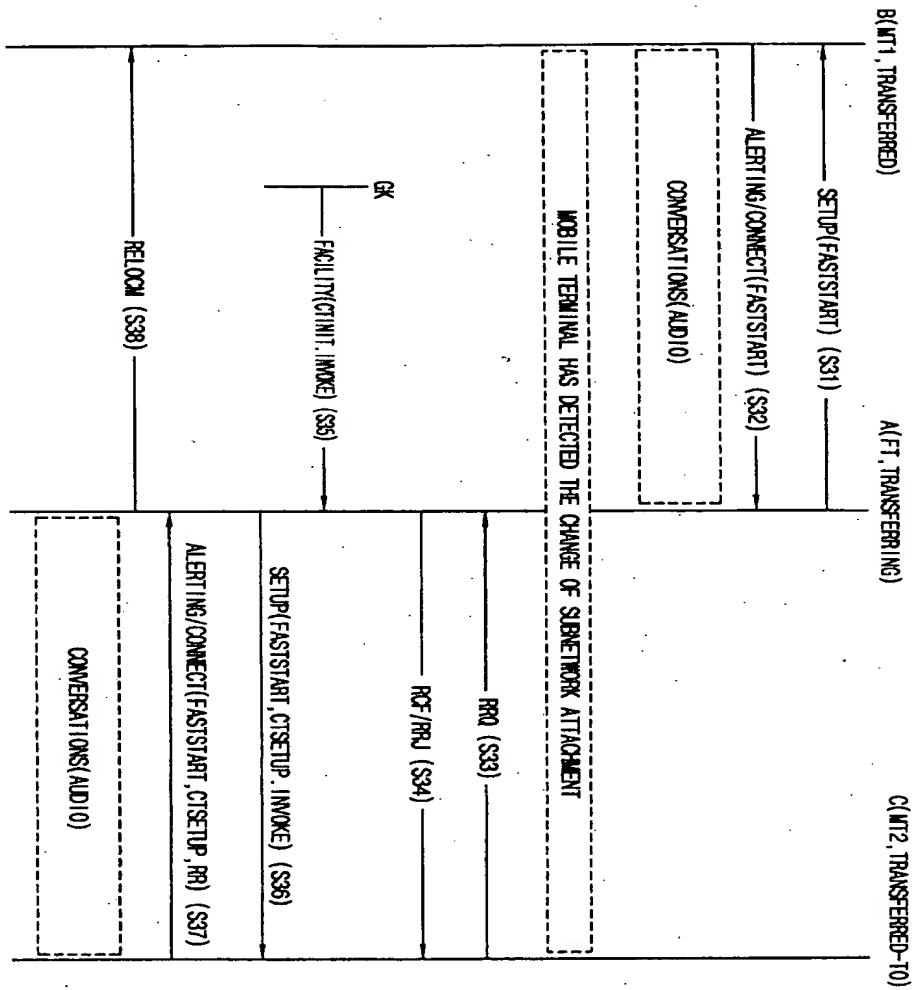 B(MT1, TRANSFERRED)
A(FT, TRANSFERRING)
C(MT2, TRANSFERRED-TO)
SETUP(FASTSTART) (S31)
ALERTING/CONNECT(FASTSTART) (S32)
CONVERSATIONS(AUDIO)
MOBILE TERMINAL HAS DETECTED THE CHANGE OF SUBNETWORK ATTACHMENT
RRQ (S33)
RCF/RRJ (S34)
GK
FACILITY(CTINIT.INVOKE) (S35)
SETUP(FASTSTART,CTSETUP.INVOKE) (S36)
ALERTING/CONNECT(FASTSTART,CTSETUP,RR) (S37)
RELOCM (S38)
CONVERSATIONS(AUDIO)